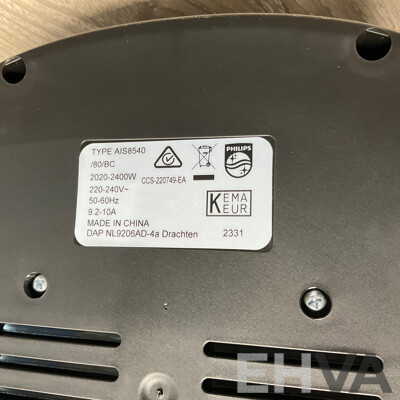 TYPE AIS8540
/80/BC
2020-2400W
220-240V~
50-60Hz
9.2-10A
MADE IN CHINA
DAP NL9206AD-4a Drachten
CCS-220749-EA
PHILIPS
KEMA
KEUR
2331
EHVA